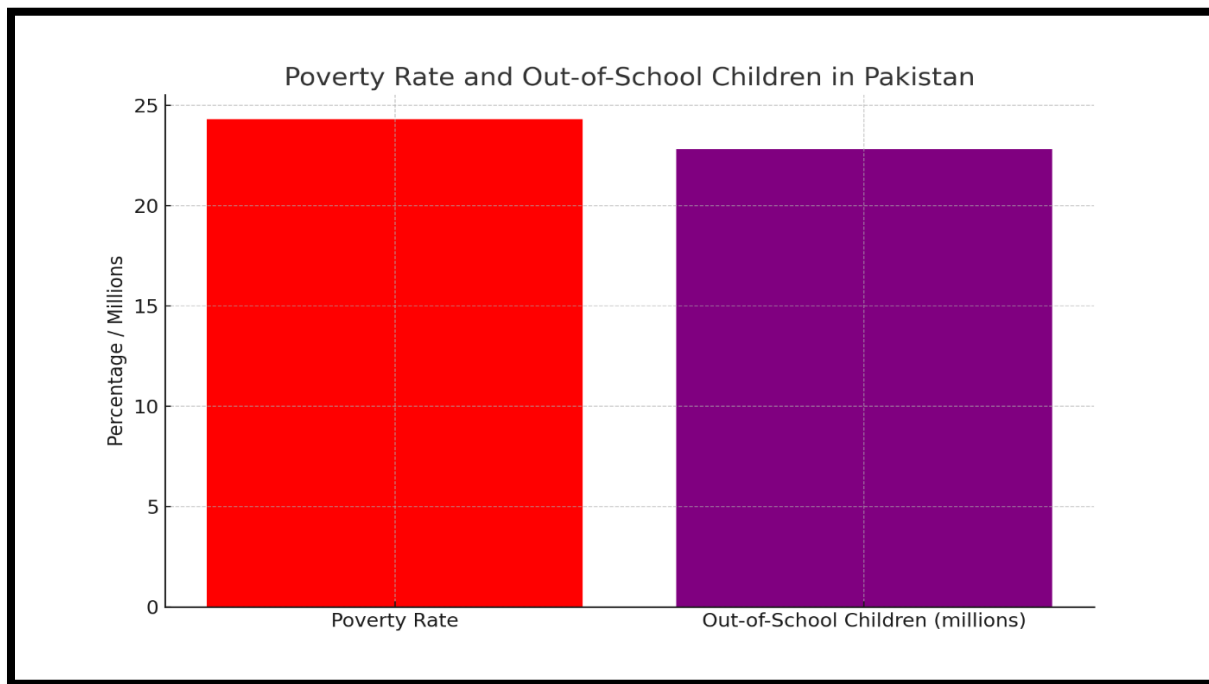 Poverty Rate and Out-of-School Children in Pakistan
Percentage / Millions
25
20
15
10
5
0
Poverty Rate
Out-of-School Children (millions)